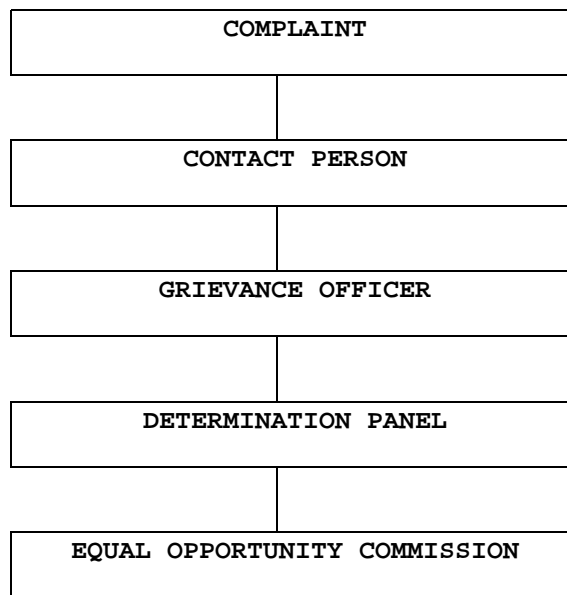 COMPLAINT
CONTACT PERSON
GRIEVANCE OFFICER
DETERMINATION PANEL
EQUAL OPPORTUNITY COMMISSION